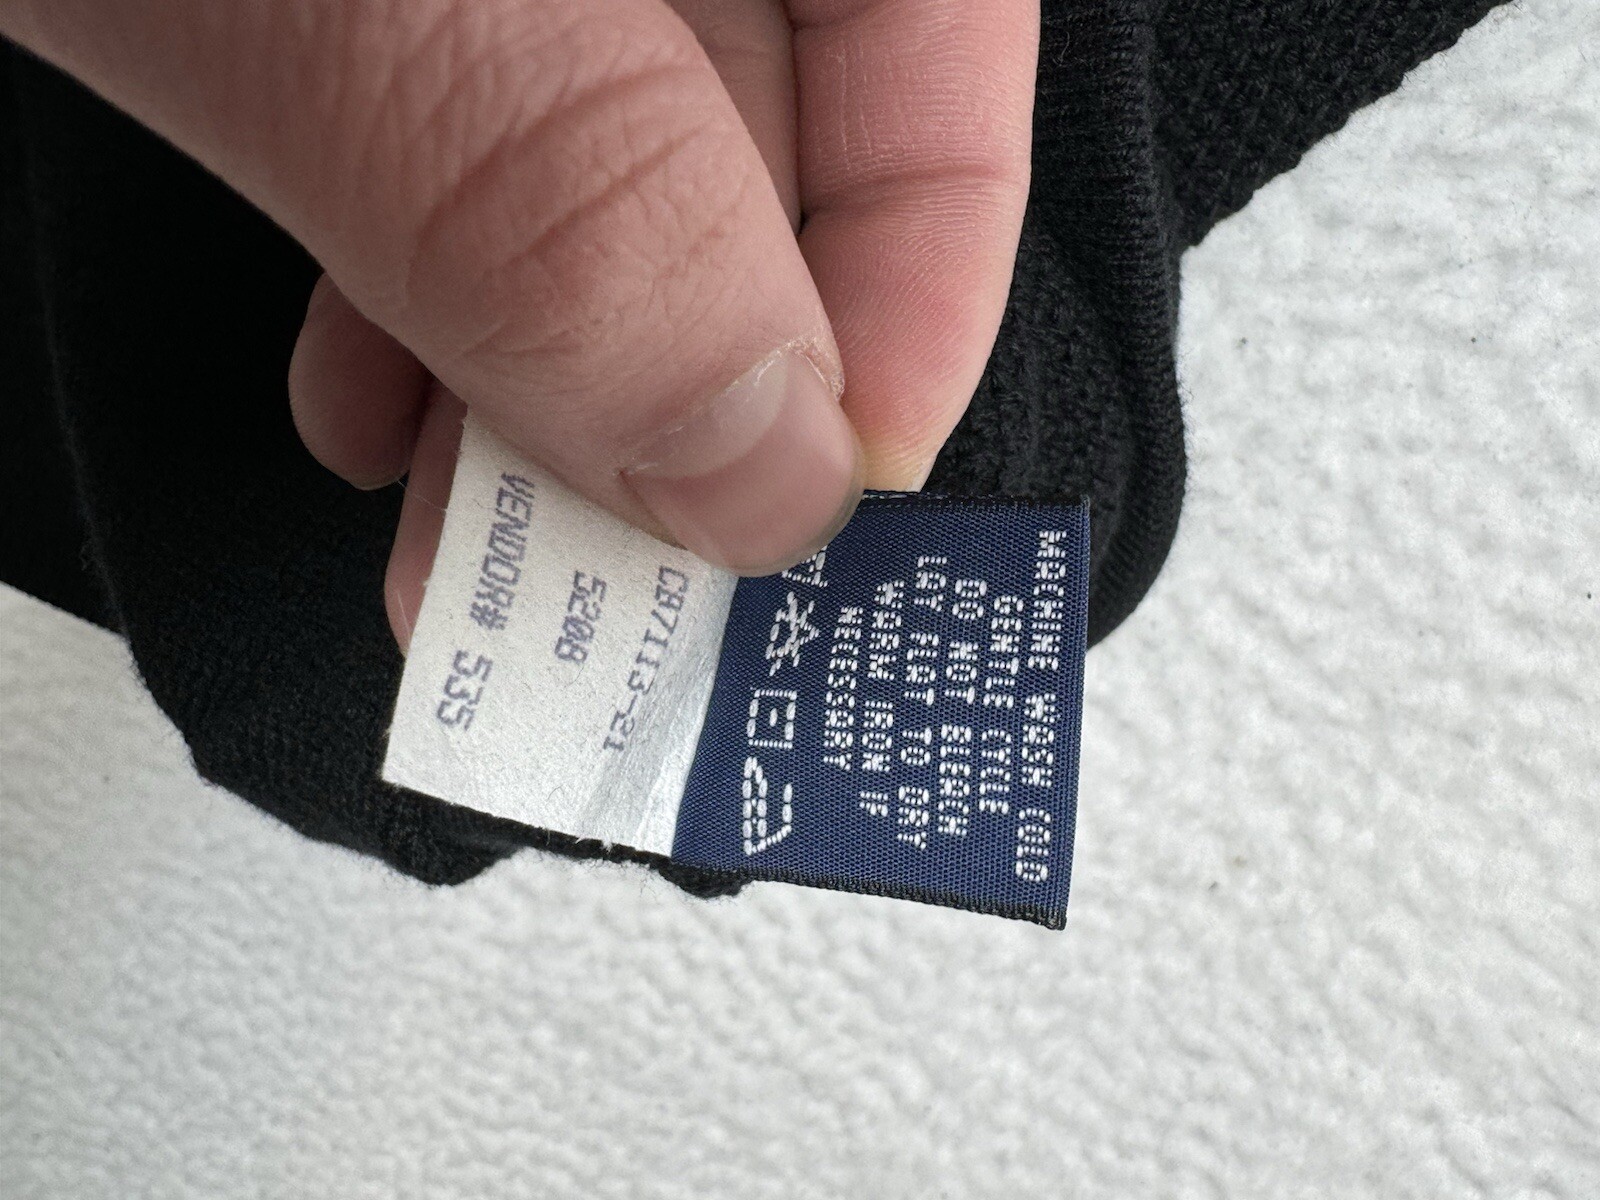 MACHINE WASH COLD
GENTLE CYCLE
DO NOT BLEACH
LAY FLAT TO DRY
WARM IRON IF
NECESSARY
CB7113-21
5208
VENDOR# 535